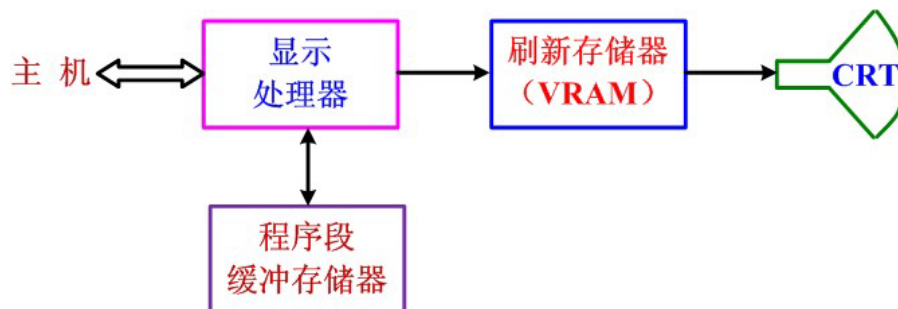 主 机
显示
处理器
刷新存储器
（VRAM）
CRT
程序段
缓冲存储器